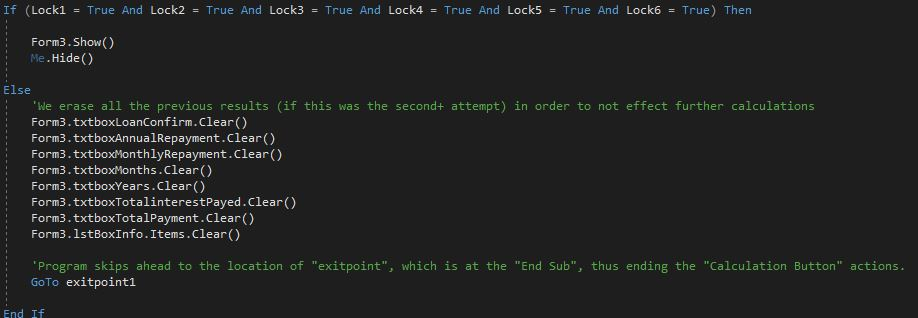 If (Lock1 = True And Lock2 = True And Lock3 = True And Lock4 = True And Lock5 = True And Lock6 = True) Then
Form3.Show()
Me.Hide()
Else
'We erase all the previous results (if this was the second+ attempt) in order to not effect further calculations
Form3.txtboxLoanConfirm.Clear()
Form3.txtboxAnnualRepayment.Clear()
Form3.txtboxMonthlyRepayment.Clear()
Form3.txtboxMonths.Clear()
Form3.txtboxYears.Clear()
Form3.txtboxTotalinterestPayed.Clear()
Form3.txtboxTotalPayment.Clear()
Form3.lstBoxInfo.Items.Clear()
'Program skips ahead to the location of "exitpoint", which is at the "End Sub", thus ending the "Calculation Button" actions.
GoTo exitpoint1
End If